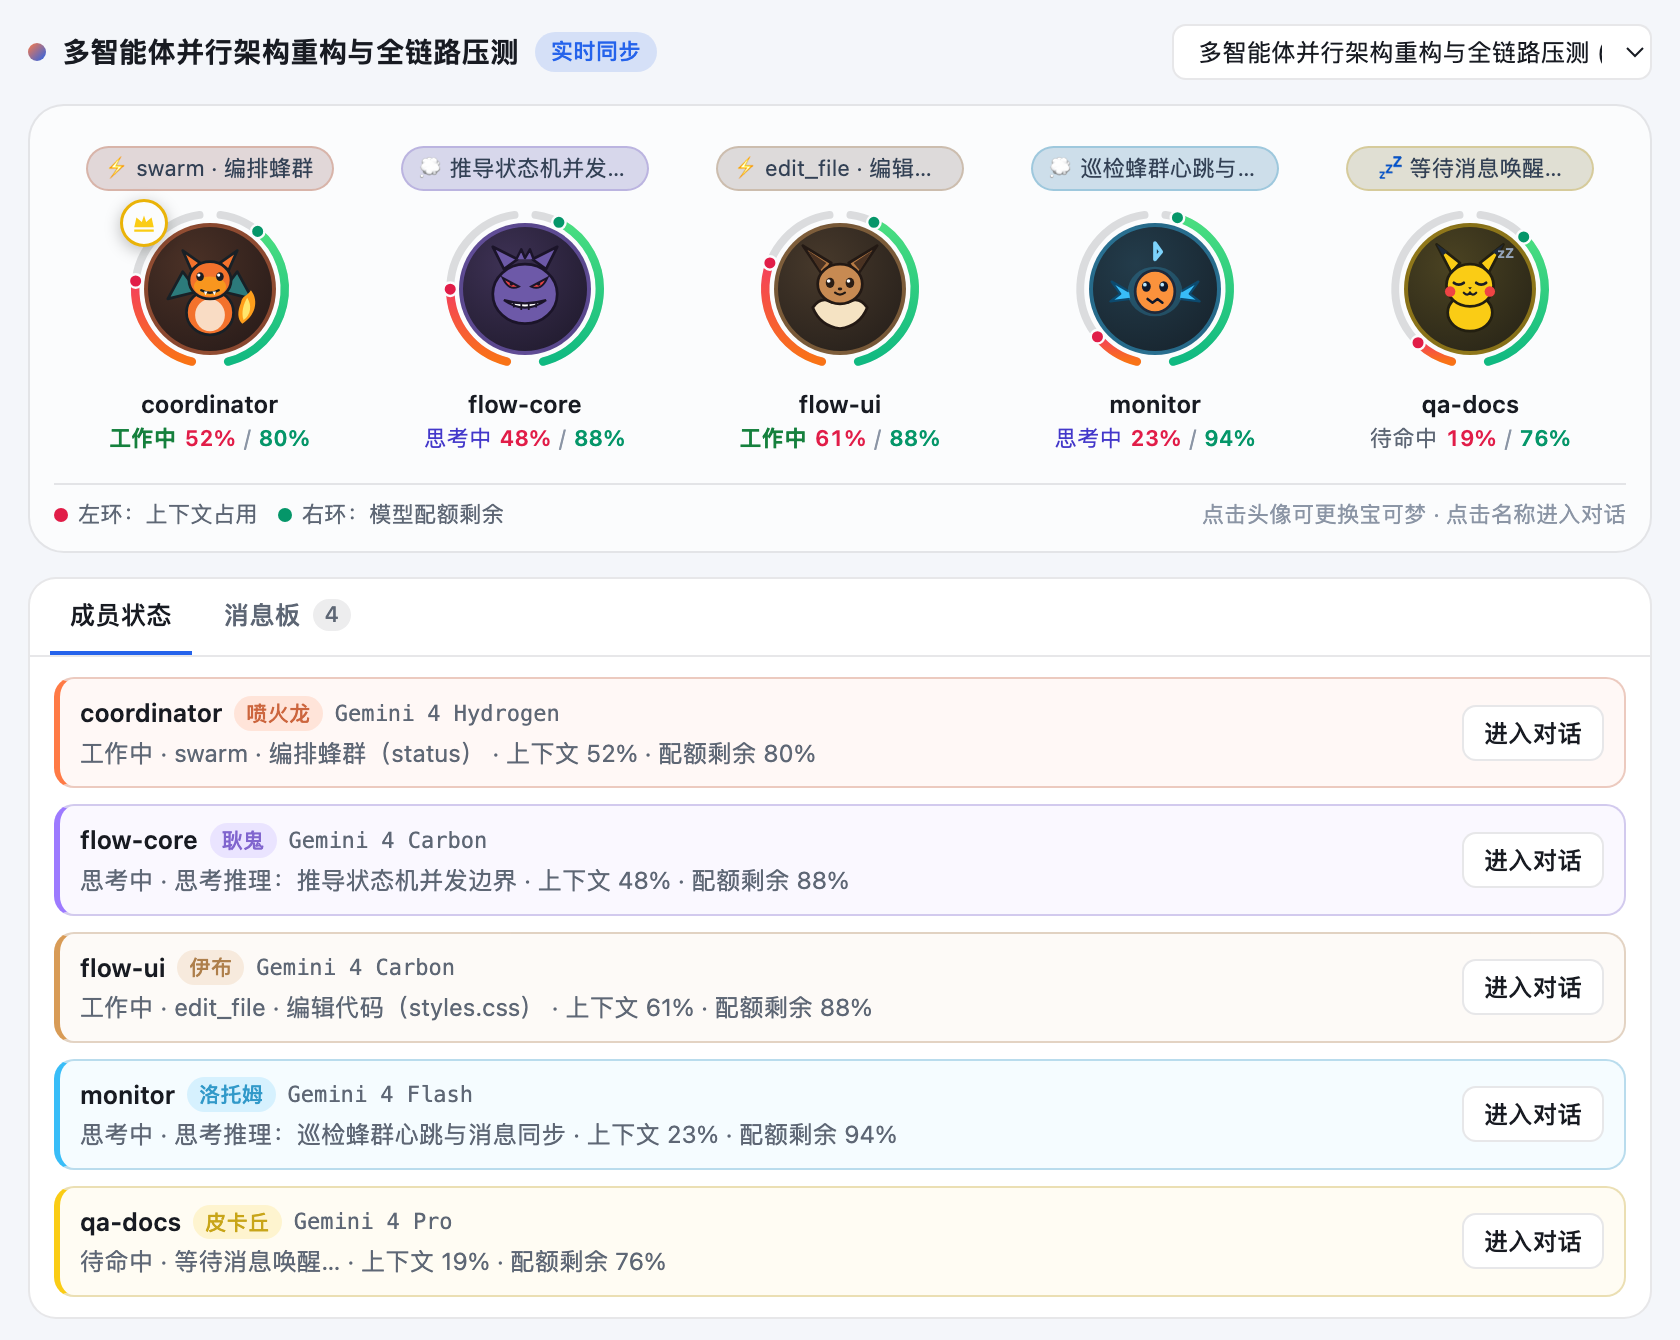 多智能体并行架构重构与全链路压测 实时同步 多智能体并行架构重构与全链路压测 (
⚡ swarm · 编排蜂群
💭 推导状态机并发...
⚡ edit_file · 编辑...
💭 巡检蜂群心跳与...
💤 等待消息唤醒...
zZ
coordinator
工作中 52% / 80%
flow-core
思考中 48% / 88%
flow-ui
工作中 61% / 88%
monitor
思考中 23% / 94%
qa-docs
待命中 19% / 76%
左环：上下文占用 右环：模型配额剩余
点击头像可更换宝可梦 · 点击名称进入对话
成员状态 消息板 4
coordinator 喷火龙 Gemini 4 Hydrogen
工作中 · swarm · 编排蜂群（status） · 上下文 52% · 配额剩余 80%
进入对话
flow-core 耿鬼 Gemini 4 Carbon
思考中 · 思考推理：推导状态机并发边界 · 上下文 48% · 配额剩余 88%
进入对话
flow-ui 伊布 Gemini 4 Carbon
工作中 · edit_file · 编辑代码（styles.css） · 上下文 61% · 配额剩余 88%
进入对话
monitor 洛托姆 Gemini 4 Flash
思考中 · 思考推理：巡检蜂群心跳与消息同步 · 上下文 23% · 配额剩余 94%
进入对话
qa-docs 皮卡丘 Gemini 4 Pro
待命中 · 等待消息唤醒... · 上下文 19% · 配额剩余 76%
进入对话